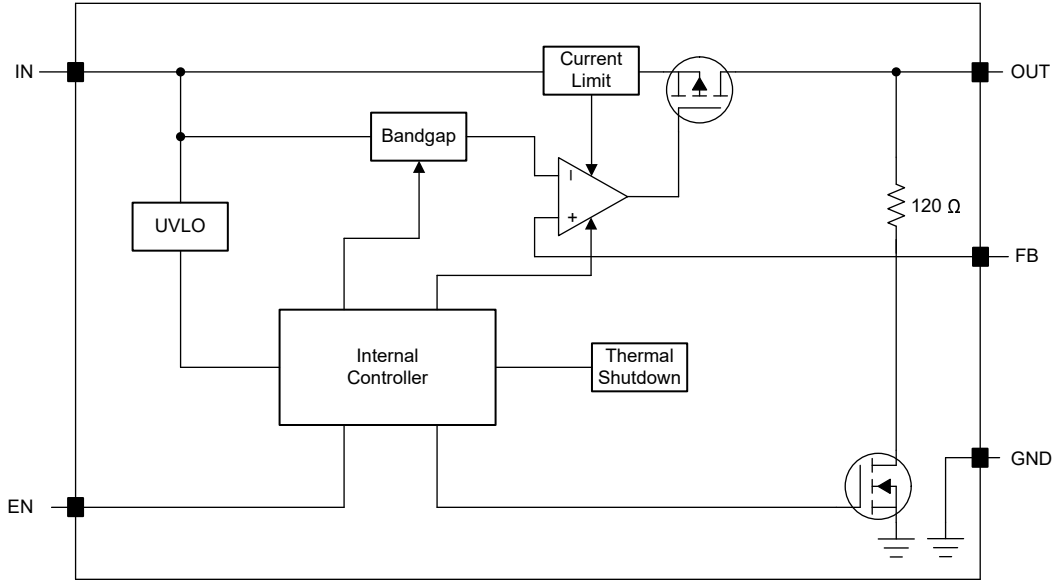 IN
Current
Limit
OUT
Bandgap
–
+
120 Ω
UVLO
FB
Internal
Controller
Thermal
Shutdown
GND
EN